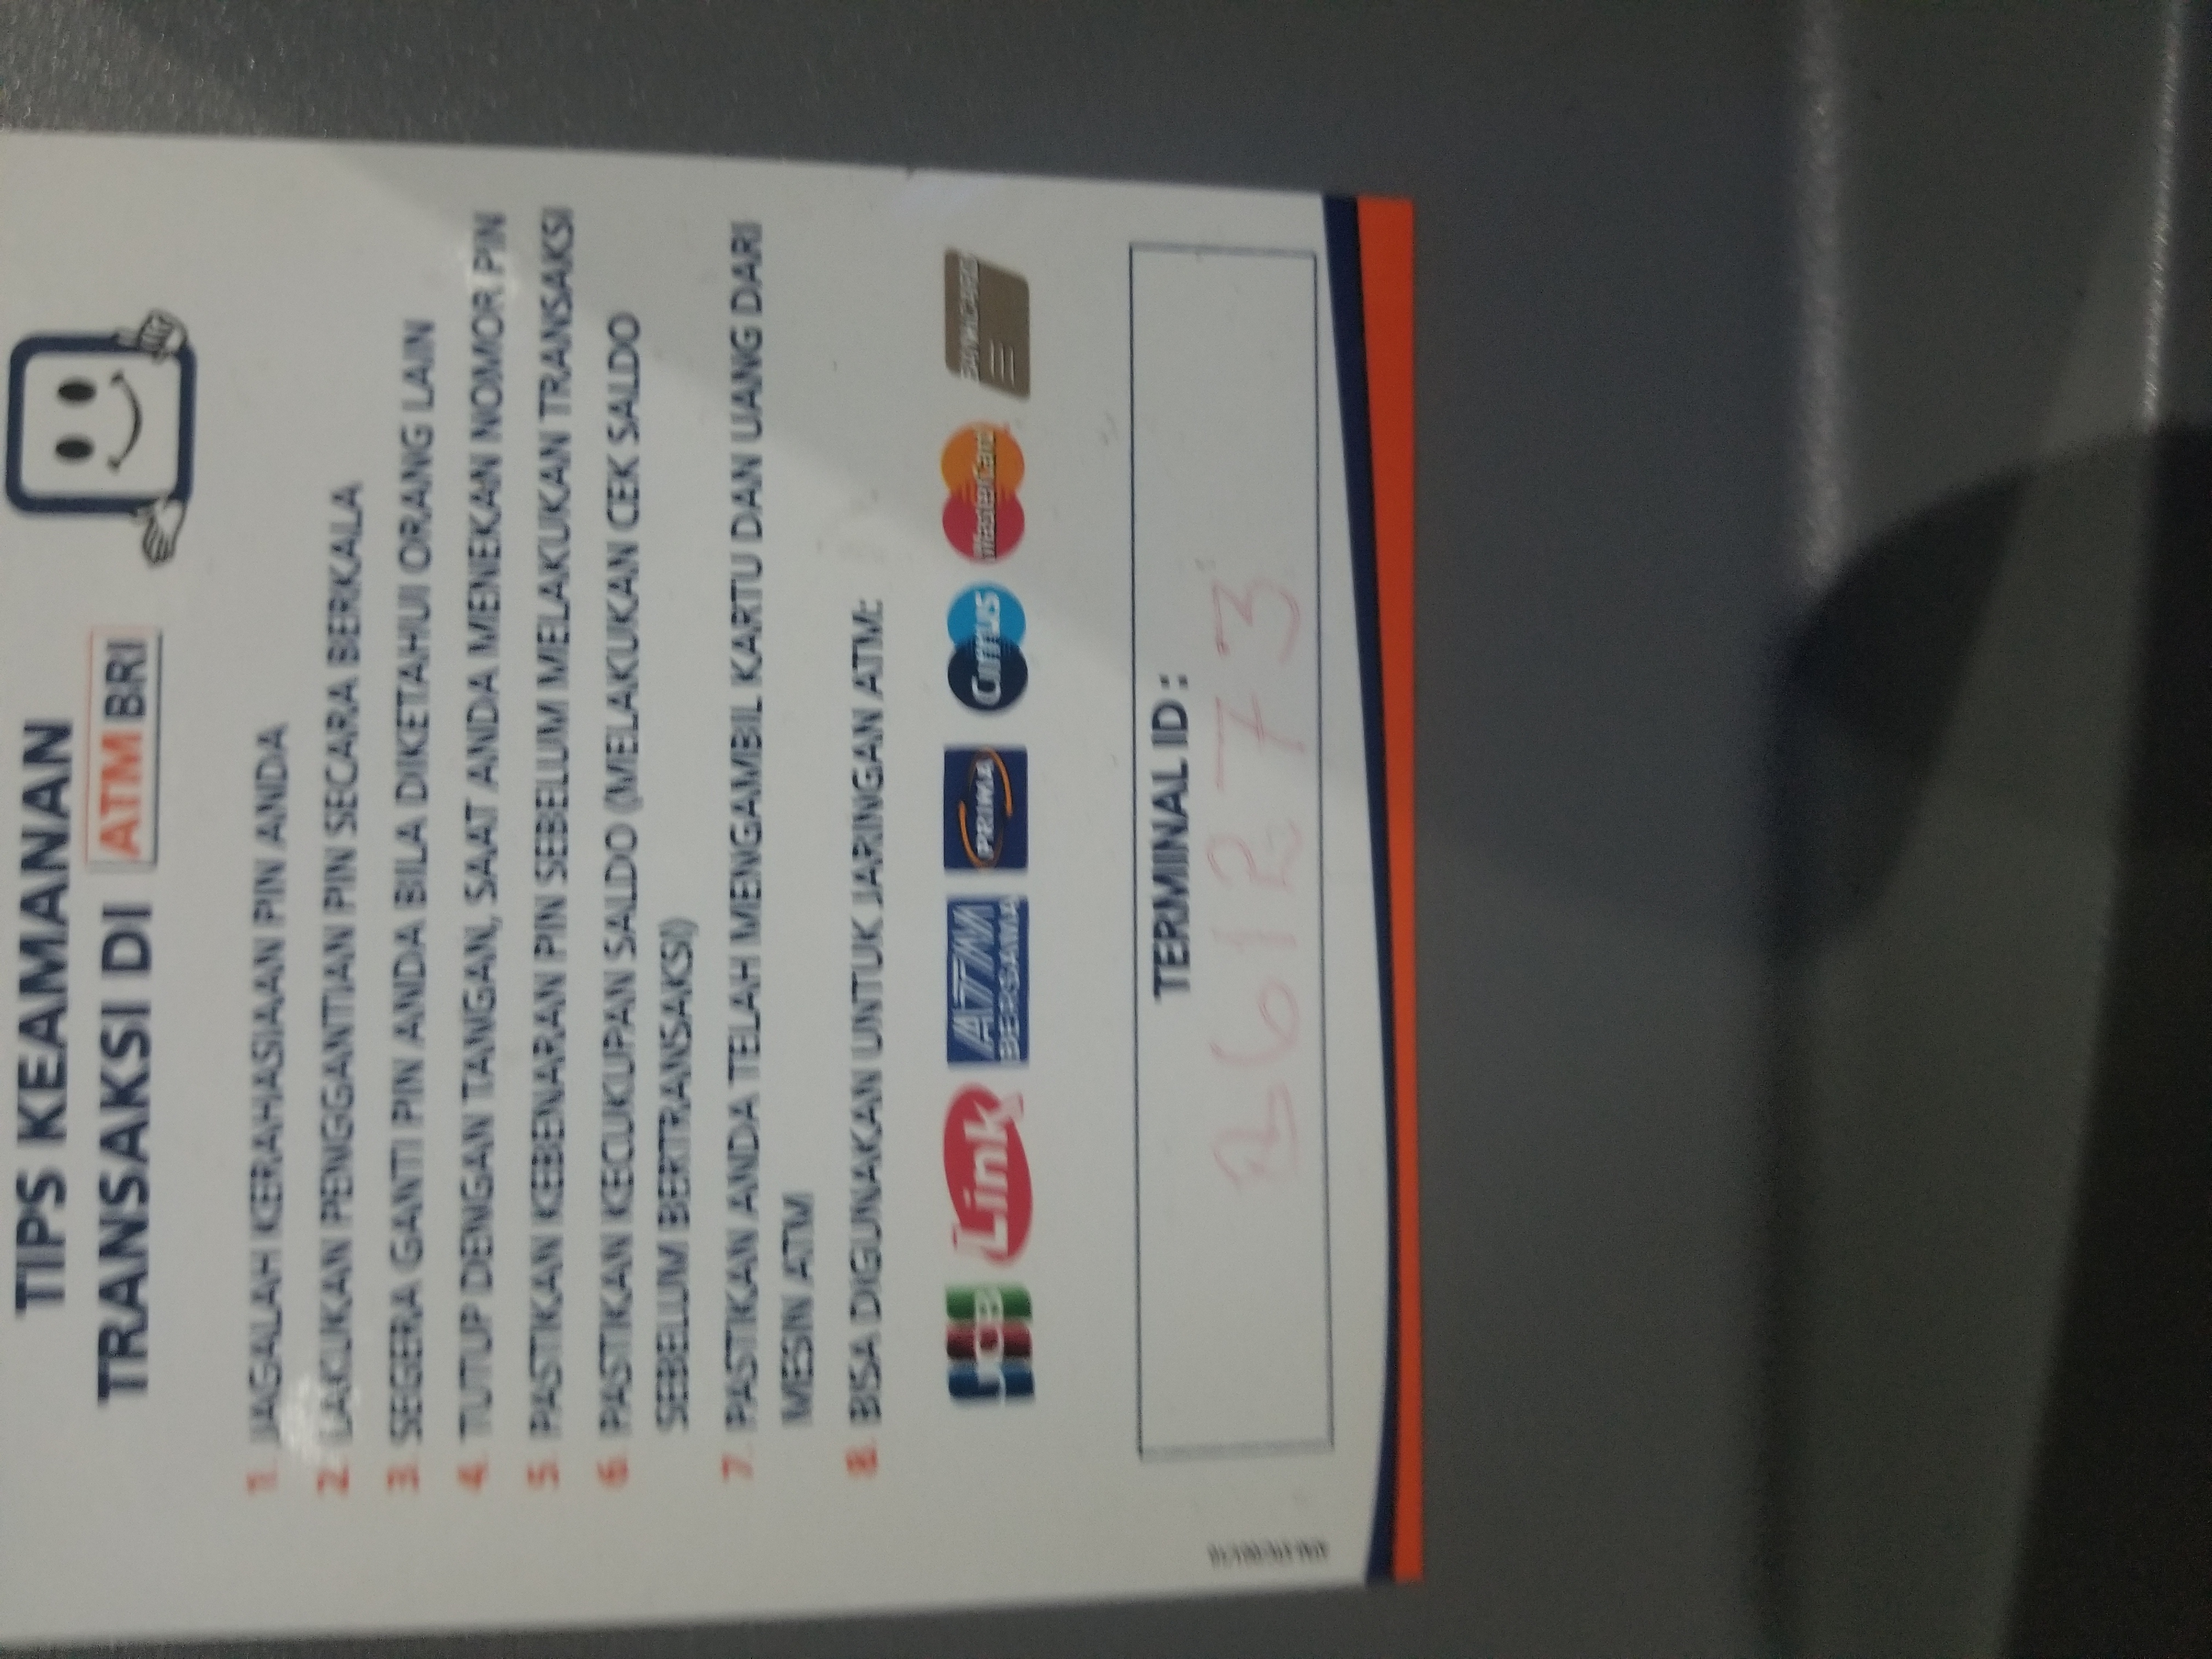 TIPS KEAMANAN
TRANSAKSI DI ATM BRI
1. JAGALAH KERAHASIAAN PIN ANDA
2. LAKUKAN PENGGANTIAN PIN SECARA BERKALA
3. SEGERA GANTI PIN ANDA BILA DIKETAHUI ORANG LAIN
4. TUTUP DENGAN TANGAN, SAAT ANDA MENEKAN NOMOR PIN
5. PASTIKAN KEBENARAN PIN SEBELUM MELAKUKAN TRANSAKSI
6. PASTIKAN KECUKUPAN SALDO (MELAKUKAN CEK SALDO
SEBELUM BERTRANSAKSI)
7. PASTIKAN ANDA TELAH MENGAMBIL KARTU DAN UANG DARI
MESIN ATM
8. BISA DIGUNAKAN UNTUK JARINGAN ATM:
JCB Link ATM BERSAMA PRIMA Cirrus MasterCard BANKCARD
TERMINAL ID :